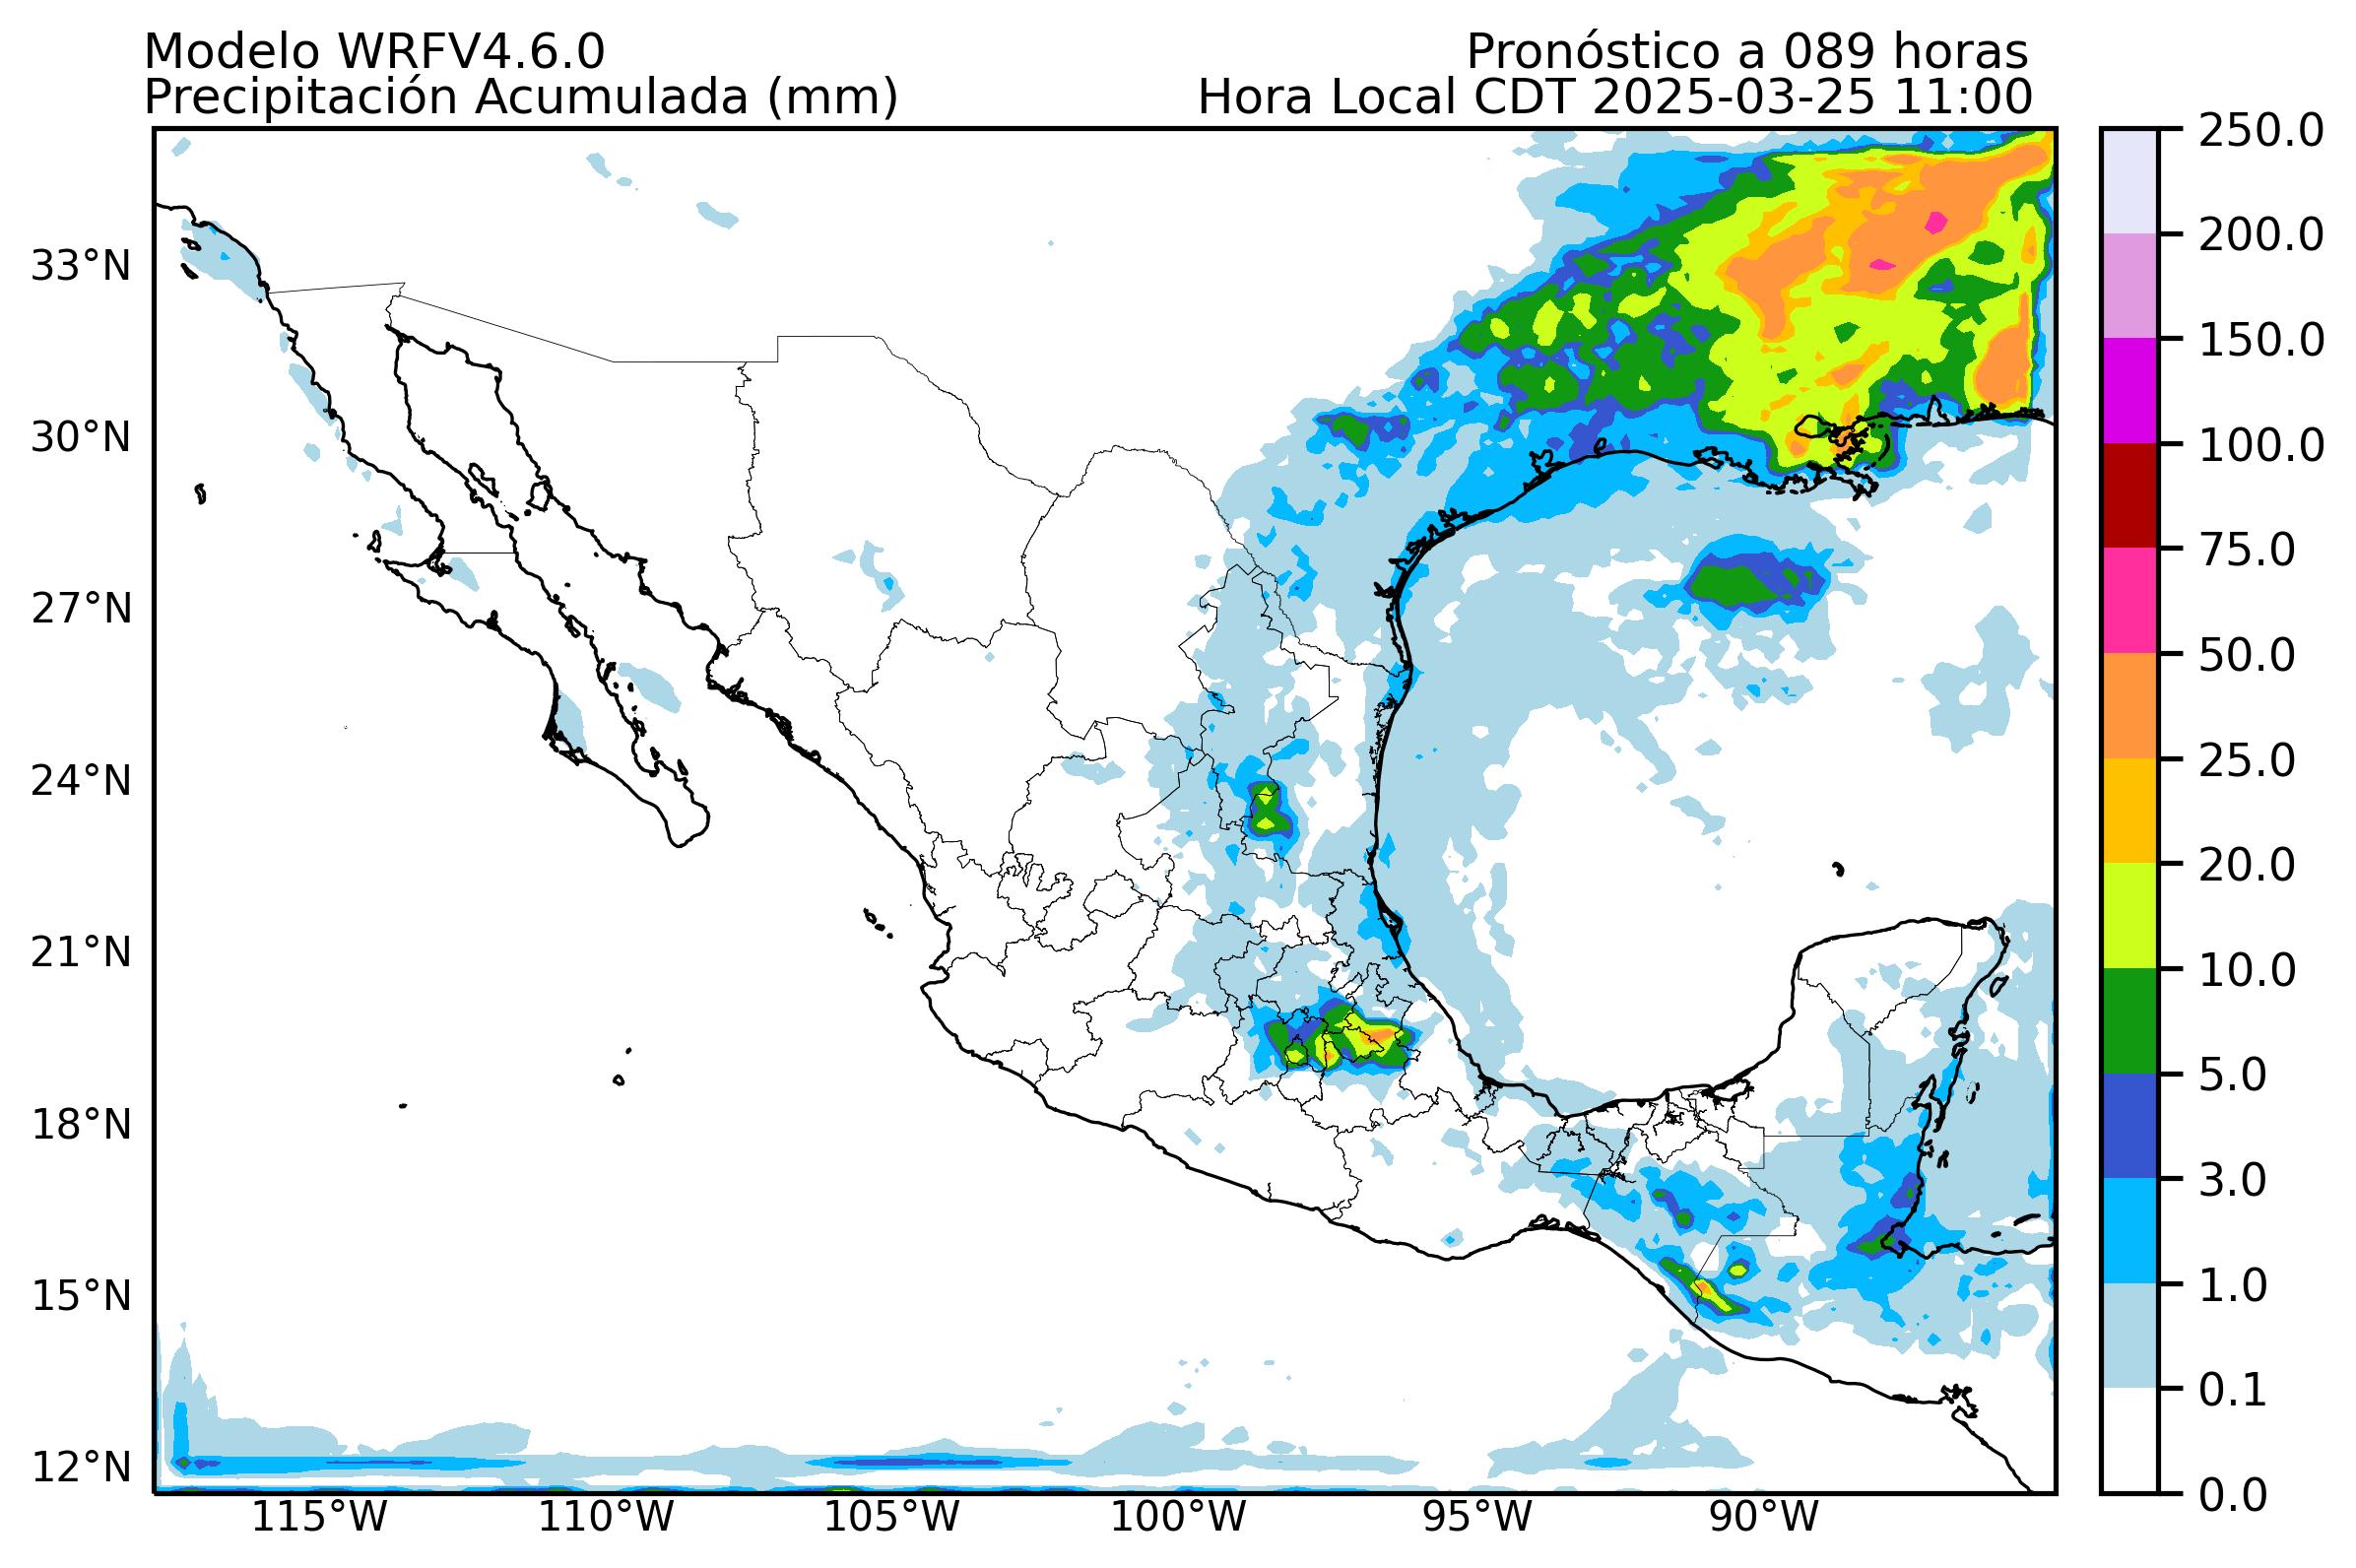 Modelo WRFV4.6.0
Pronóstico a 089 horas
Precipitación Acumulada (mm)
Hora Local CDT 2025-03-25 11:00
33°N
30°N
27°N
24°N
21°N
18°N
15°N
12°N
115°W
110°W
105°W
100°W
95°W
90°W
250.0
200.0
150.0
100.0
75.0
50.0
25.0
20.0
10.0
5.0
3.0
1.0
0.1
0.0